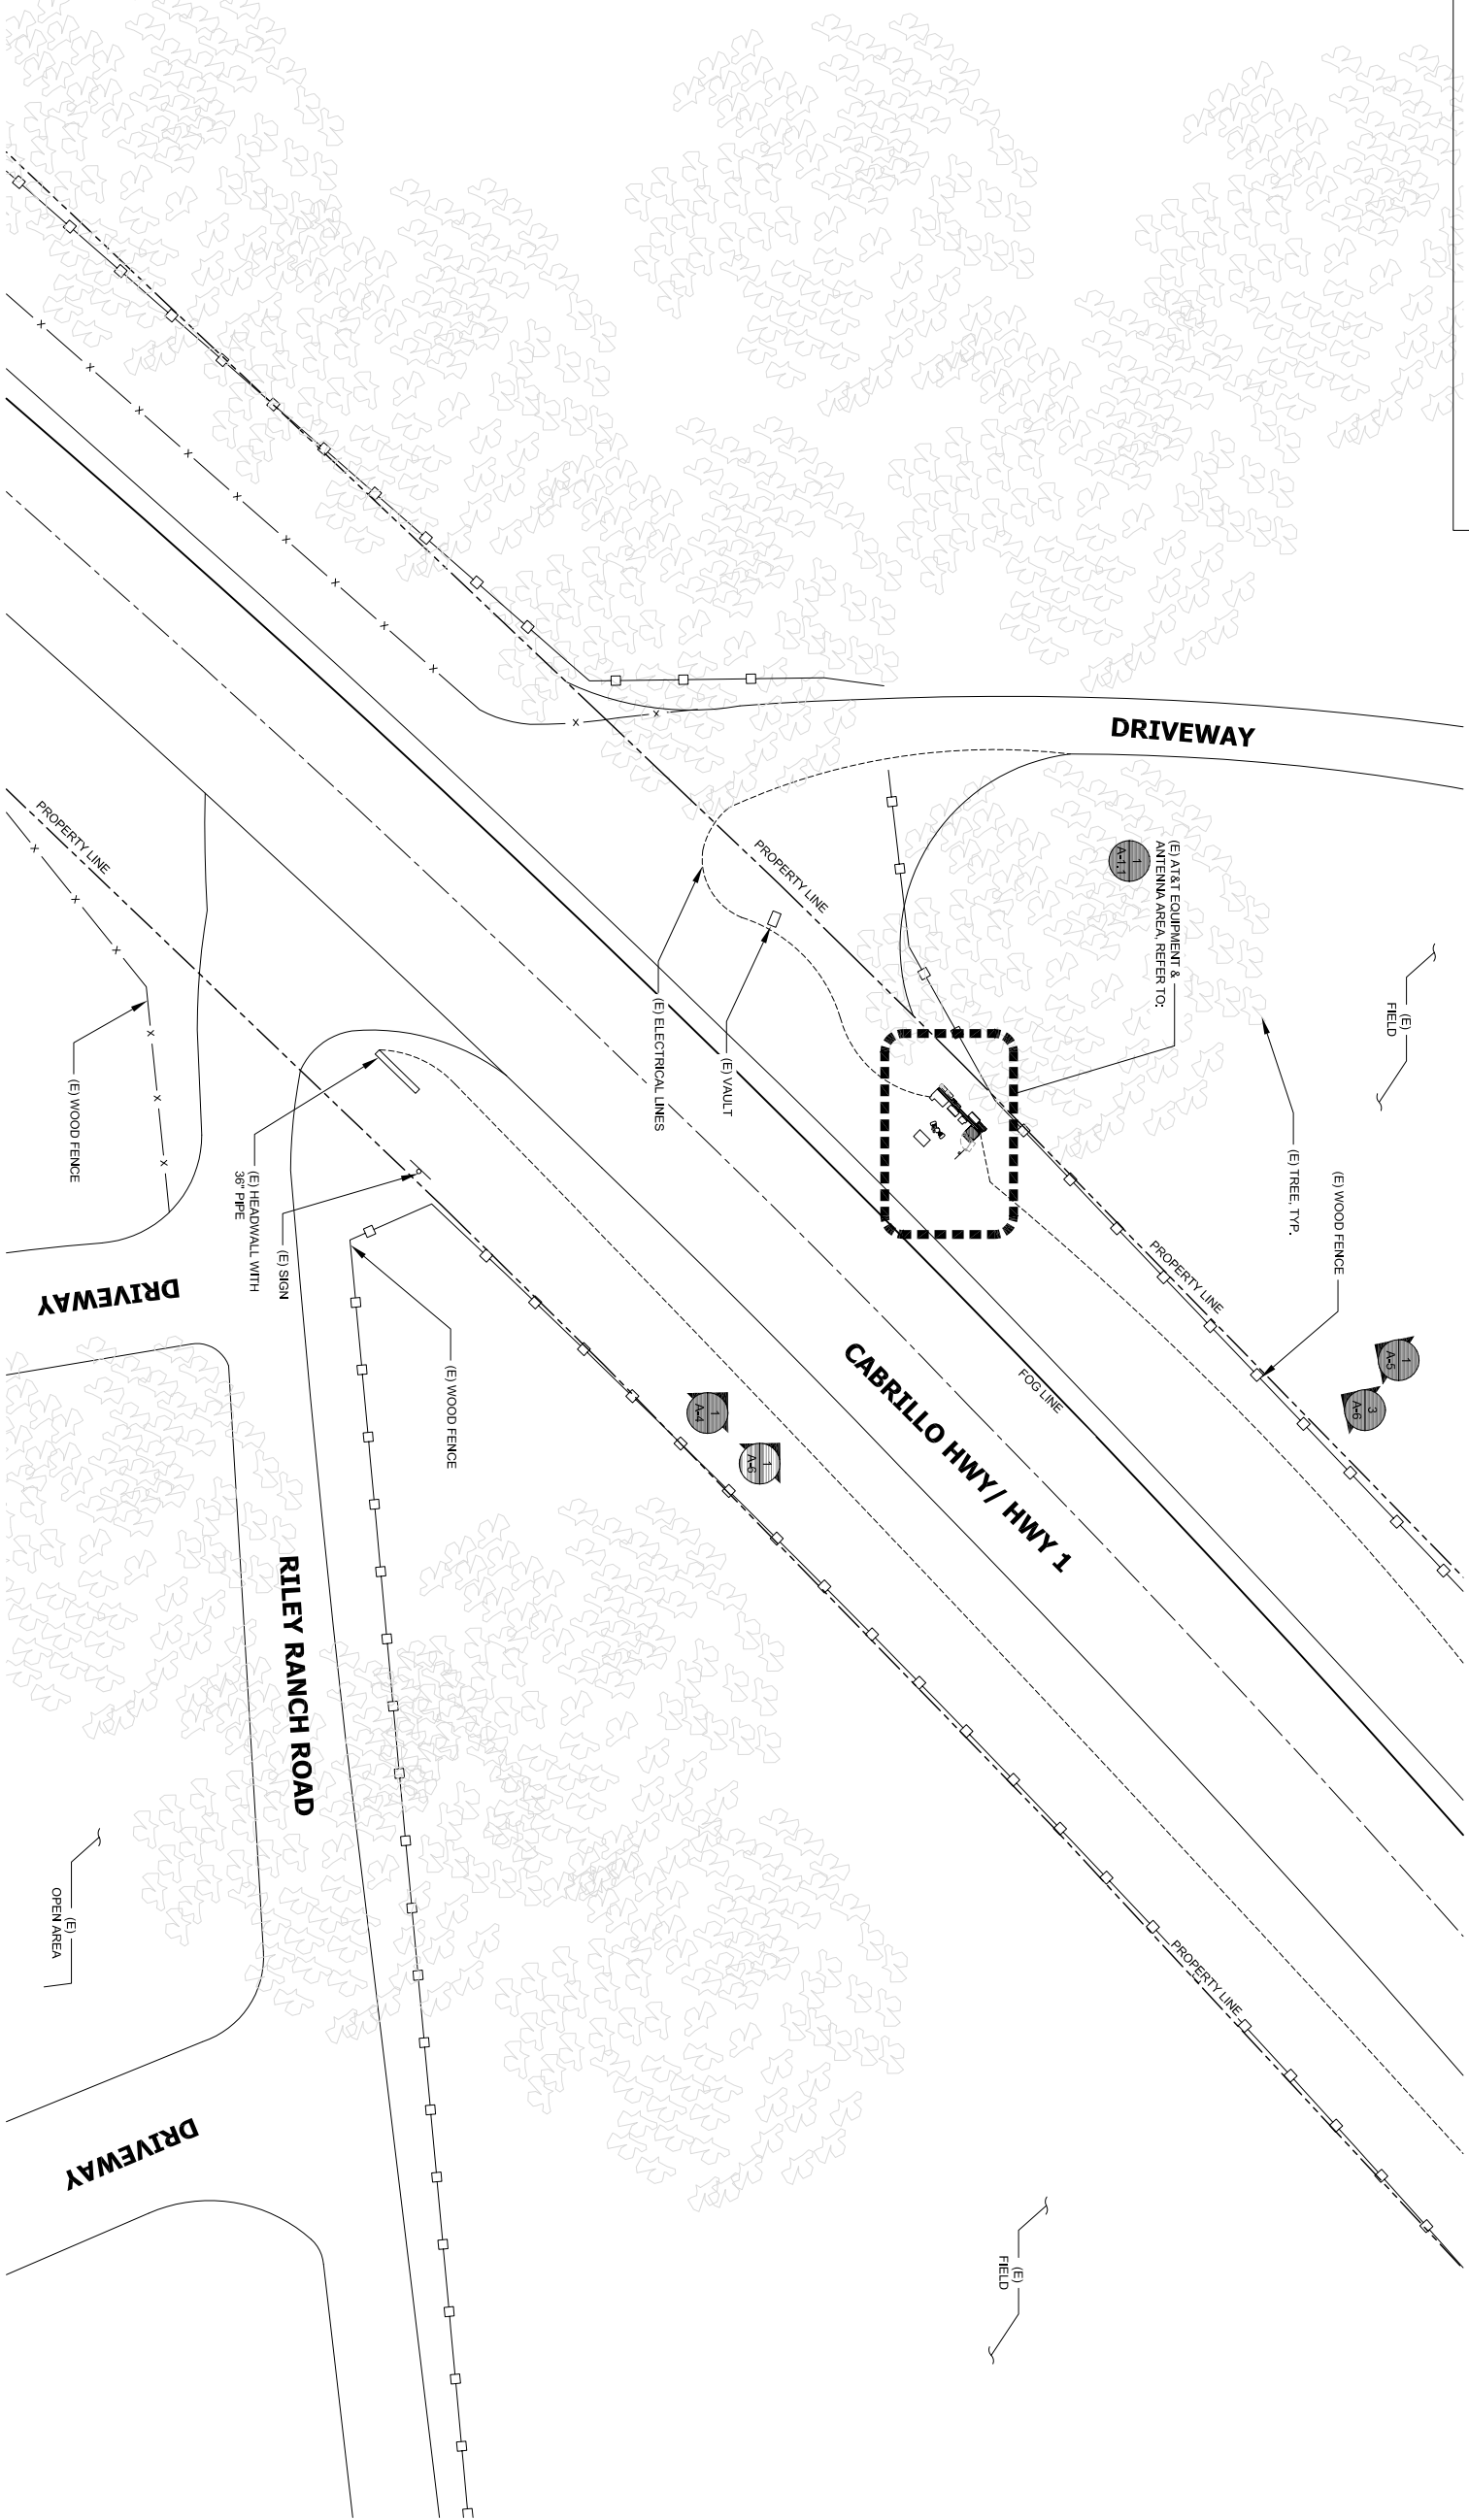 DRIVEWAY
(E) AT&T EQUIPMENT &
ANTENNA AREA, REFER TO:
1
A-1.1
(E)
FIELD
(E) TREE, TYP.
(E) WOOD FENCE
PROPERTY LINE
PROPERTY LINE
1
A-5
3
A-6
(E) ELECTRICAL LINES
(E) VAULT
FOG LINE
CABRILLO HWY/ HWY 1
PROPERTY LINE
(E) WOOD FENCE
(E) HEADWALL WITH
36" PIPE
(E) SIGN
(E) WOOD FENCE
1
A-4
1
A-6
DRIVEWAY
RILEY RANCH ROAD
PROPERTY LINE
(E)
OPEN AREA
DRIVEWAY
(E)
FIELD